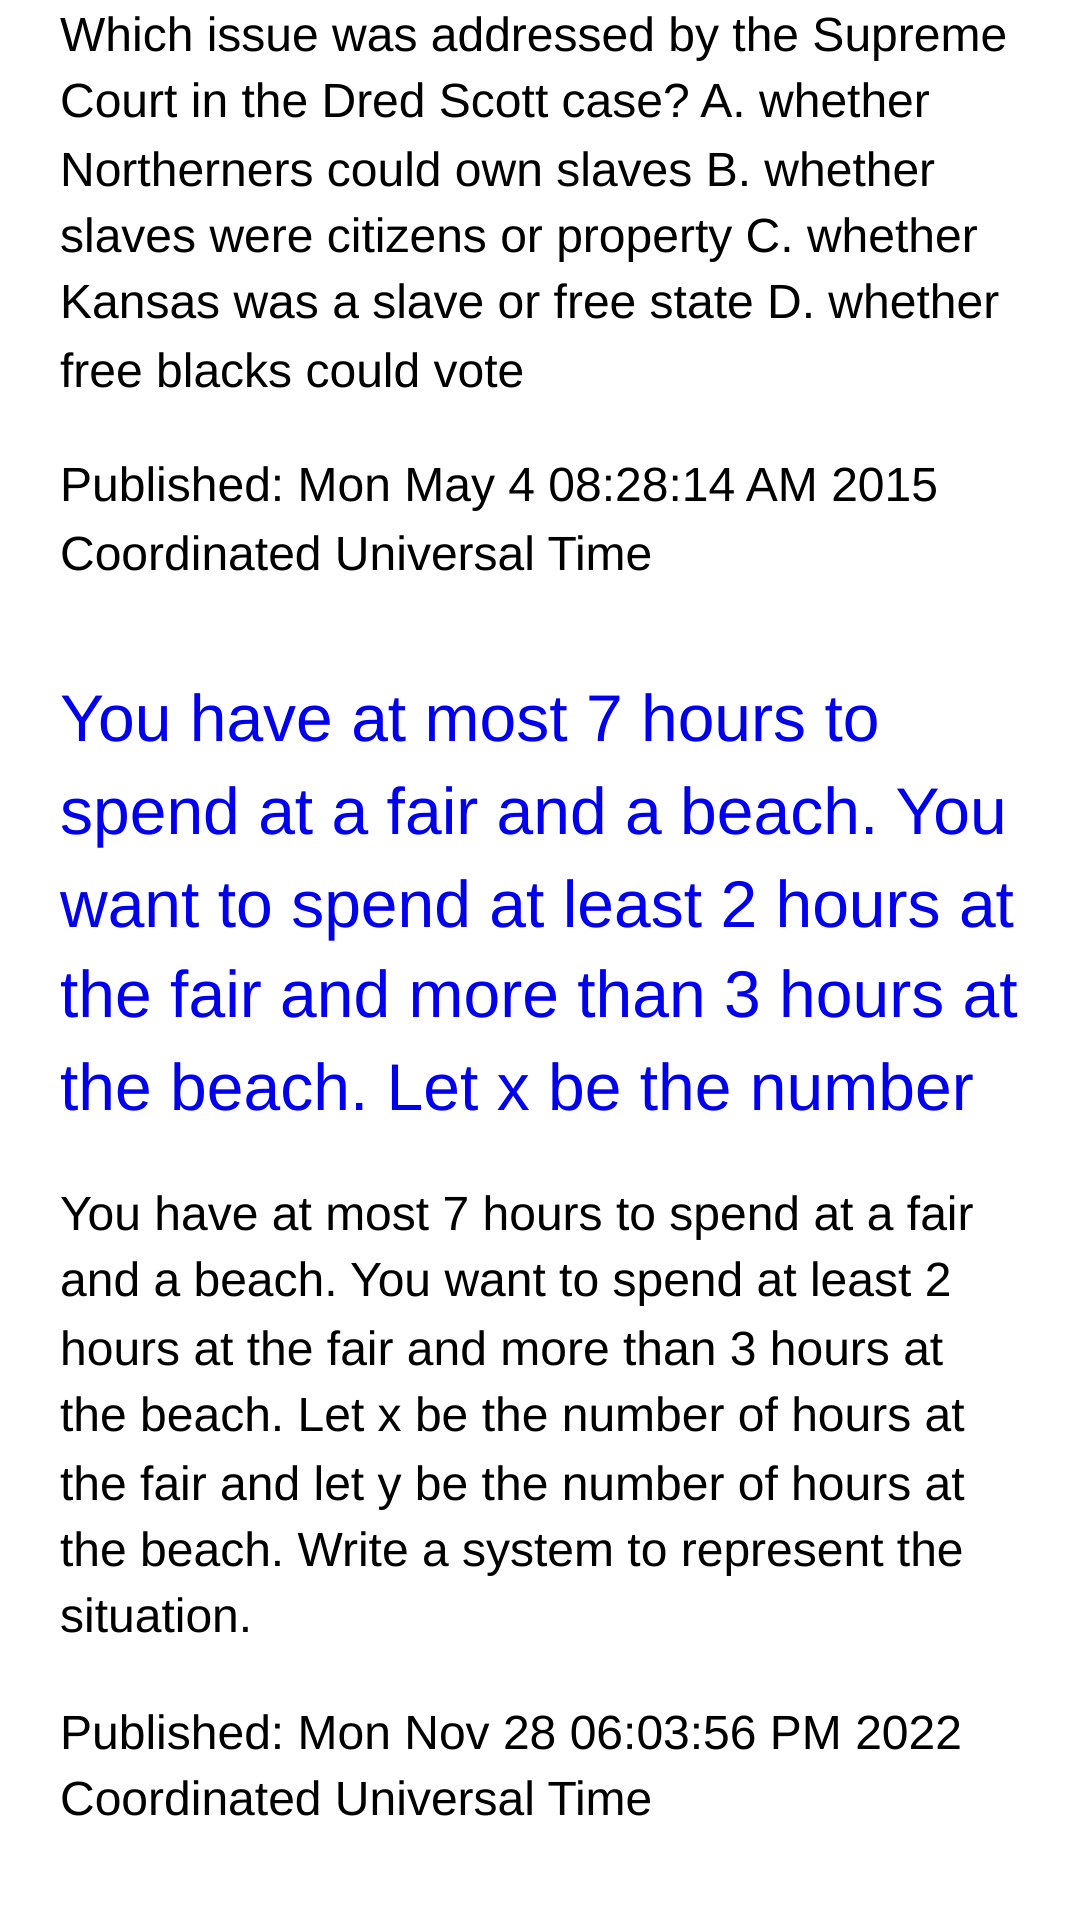 Which issue was addressed by the Supreme
Court in the Dred Scott case? A. whether
Northerners could own slaves B. whether
slaves were citizens or property C. whether
Kansas was a slave or free state D. whether
free blacks could vote
Published: Mon May 4 08:28:14 AM 2015
Coordinated Universal Time
You have at most 7 hours to
spend at a fair and a beach. You
want to spend at least 2 hours at
the fair and more than 3 hours at
the beach. Let x be the number
You have at most 7 hours to spend at a fair
and a beach. You want to spend at least 2
hours at the fair and more than 3 hours at
the beach. Let x be the number of hours at
the fair and let y be the number of hours at
the beach. Write a system to represent the
situation.
Published: Mon Nov 28 06:03:56 PM 2022
Coordinated Universal Time